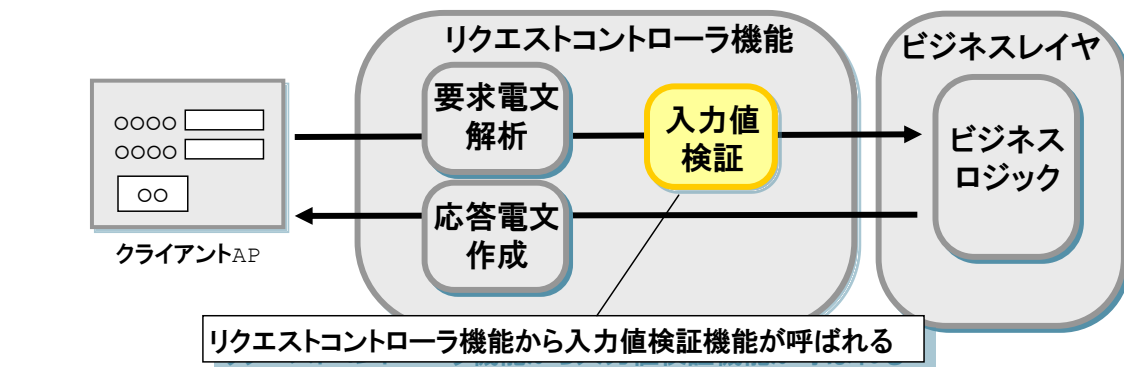 リクエストコントローラ機能
ビジネスレイヤ
要求電文
解析
入力値
検証
ビジネス
ロジック
○○○○
○○○○
○○
応答電文
作成
クライアントAP
リクエストコントローラ機能から入力値検証機能が呼ばれる